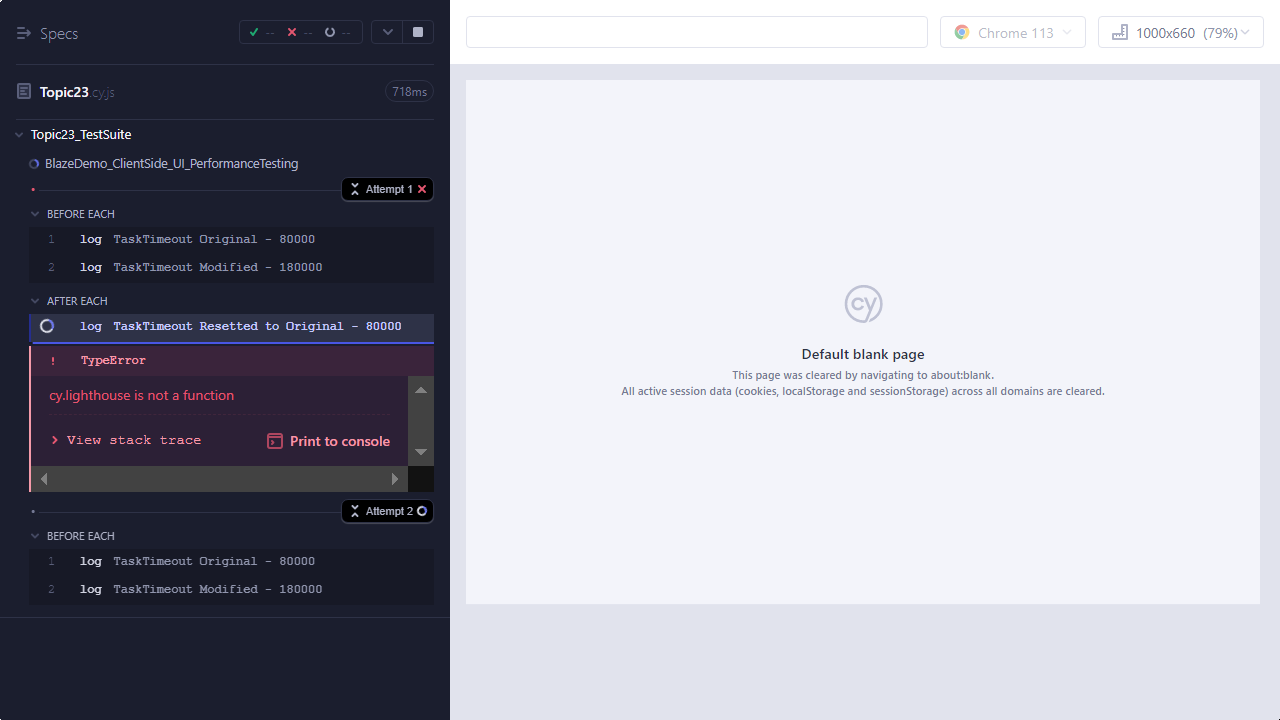 Specs
--
--
--
Topic23.cy.js
718ms
Topic23_TestSuite
BlazeDemo_ClientSide_UI_PerformanceTesting
Attempt 1
BEFORE EACH
1 log TaskTimeout Original - 80000
2 log TaskTimeout Modified - 180000
AFTER EACH
log TaskTimeout Resetted to Original - 80000
! TypeError
cy.lighthouse is not a function
View stack trace
Print to console
Attempt 2
BEFORE EACH
1 log TaskTimeout Original - 80000
2 log TaskTimeout Modified - 180000
Chrome 113
1000x660 (79%)
cy
Default blank page
This page was cleared by navigating to about:blank.
All active session data (cookies, localStorage and sessionStorage) across all domains are cleared.